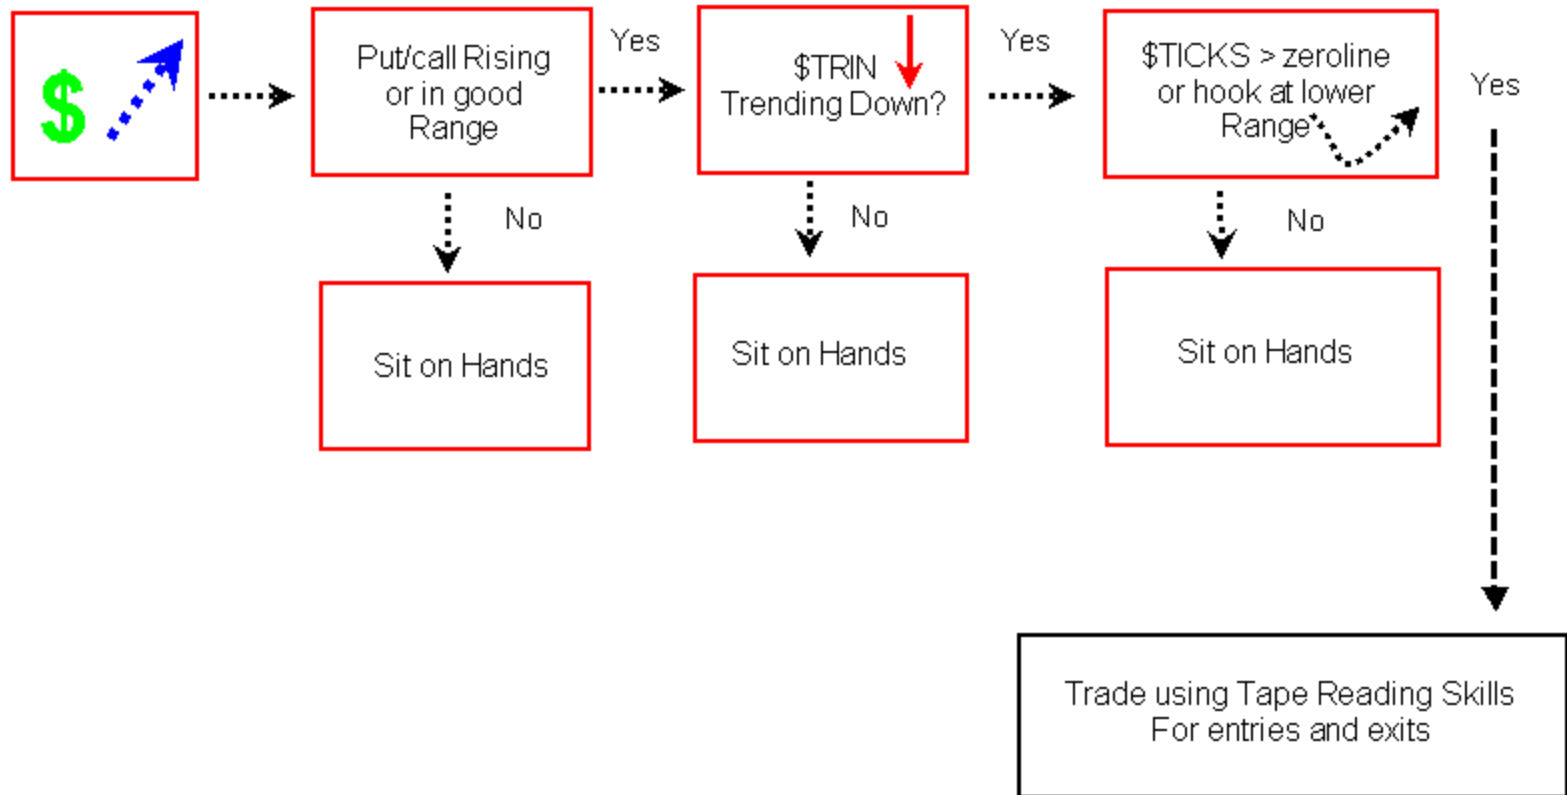 $
Put/call Rising
or in good
Range
Yes
$TRIN
Trending Down?
Yes
$TICKS > zeroline
or hook at lower
Range
Yes
No
No
No
Sit on Hands
Sit on Hands
Sit on Hands
Trade using Tape Reading Skills
For entries and exits